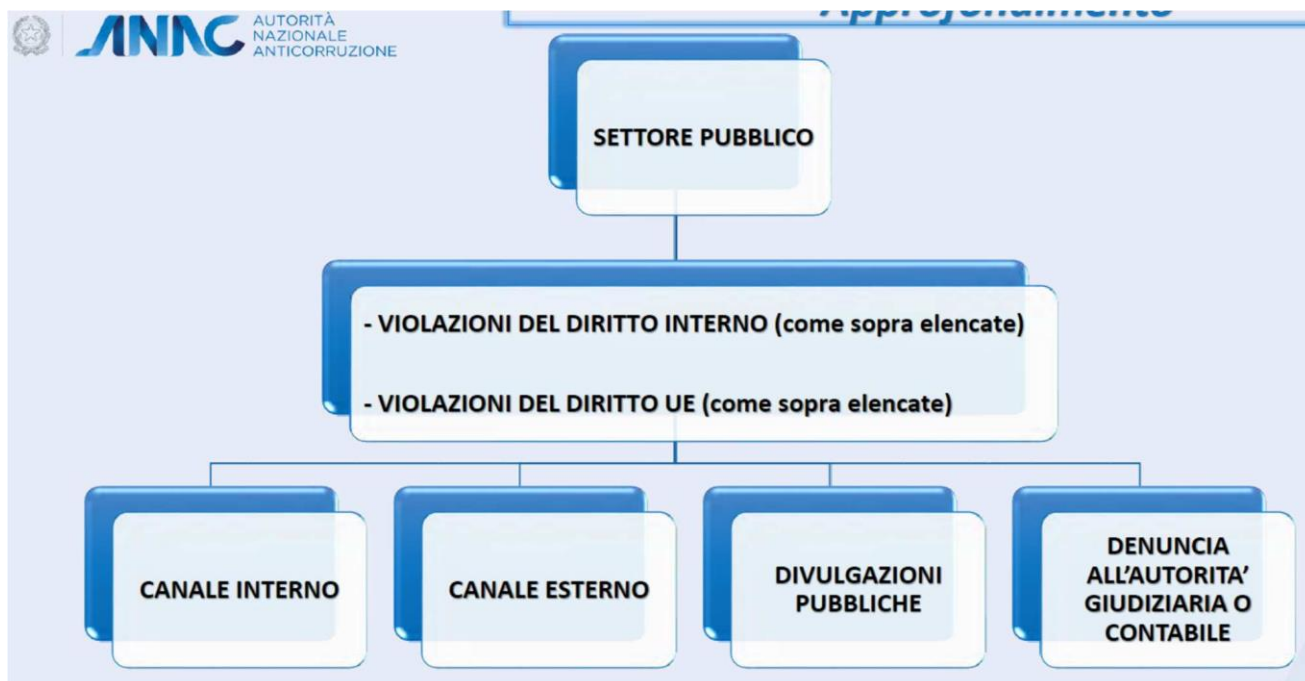 ANAC
AUTORITÀ
NAZIONALE
ANTICORRUZIONE
Approfondimento
SETTORE PUBBLICO
- VIOLAZIONI DEL DIRITTO INTERNO (come sopra elencate)
- VIOLAZIONI DEL DIRITTO UE (come sopra elencate)
CANALE INTERNO
CANALE ESTERNO
DIVULGAZIONI
PUBBLICHE
DENUNCIA
ALL'AUTORITA'
GIUDIZIARIA O
CONTABILE